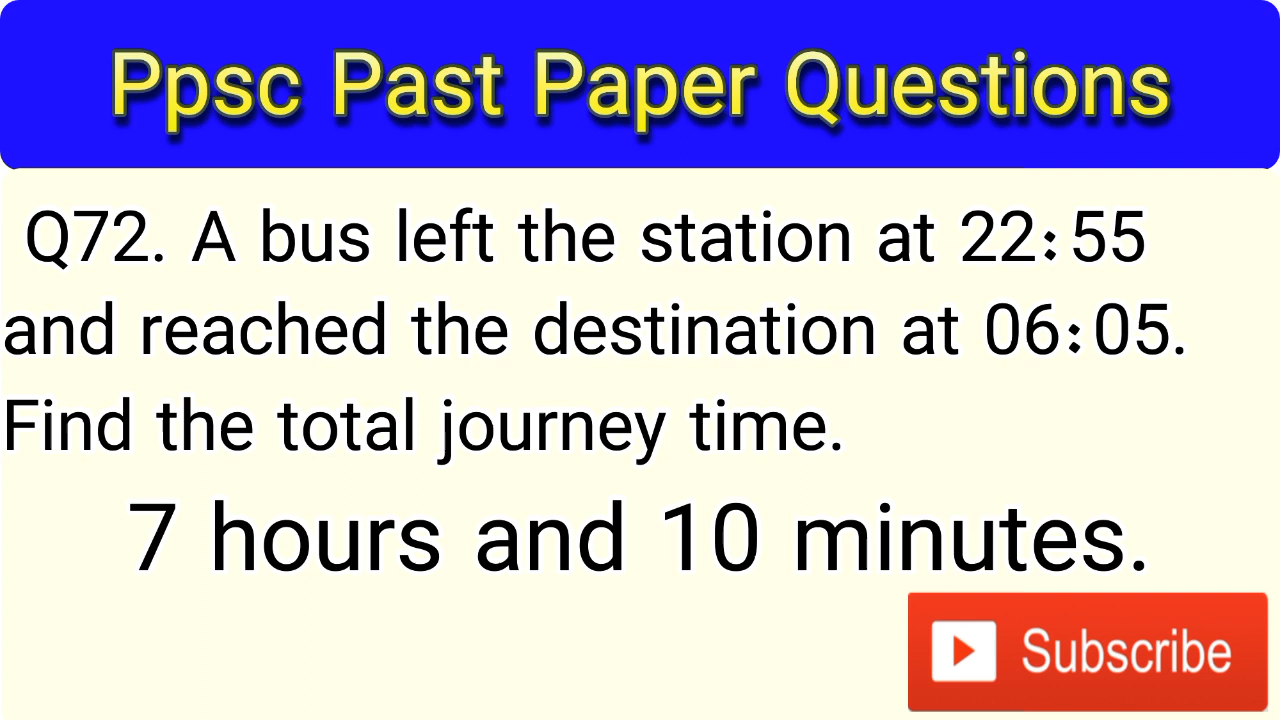 Ppsc Past Paper Questions
Q72. A bus left the station at 22:55
and reached the destination at 06:05.
Find the total journey time.
7 hours and 10 minutes.
Subscribe